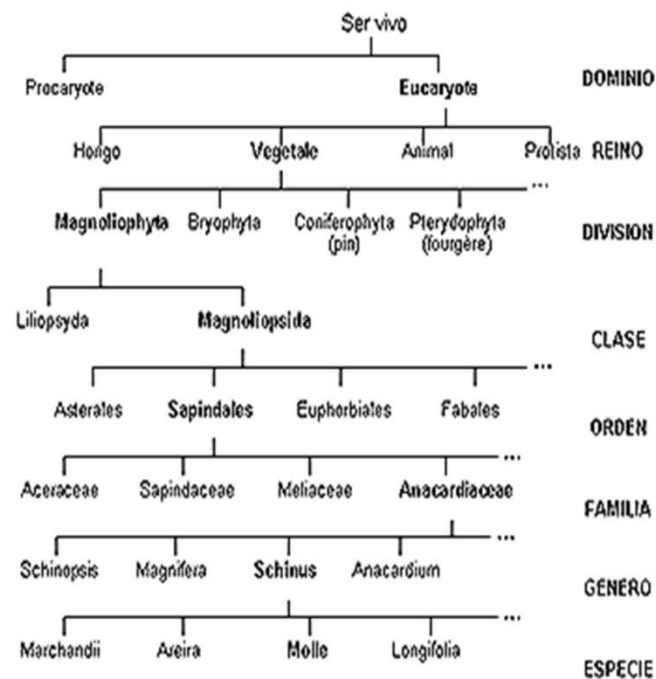 Ser vivo
Procaryote Eucaryote DOMINIO
Hongo Vegetale Animal Protista REINO
...
Magnoliophyta Bryophyta Coniferophyta Pterydophyta
(pin) (fourgère) DIVISION
Liliopsyda Magnoliopsida
CLASE
...
Asterales Sapindales Euphorbiales Fabales
ORDEN
...
Aceraceae Sapindaceae Meliaceae Anacardiaceae
FAMILIA
...
Schinopsis Magnifera Schinus Anacardium
GENERO
...
Marchandii Areira Molle Longifolia
ESPECIE